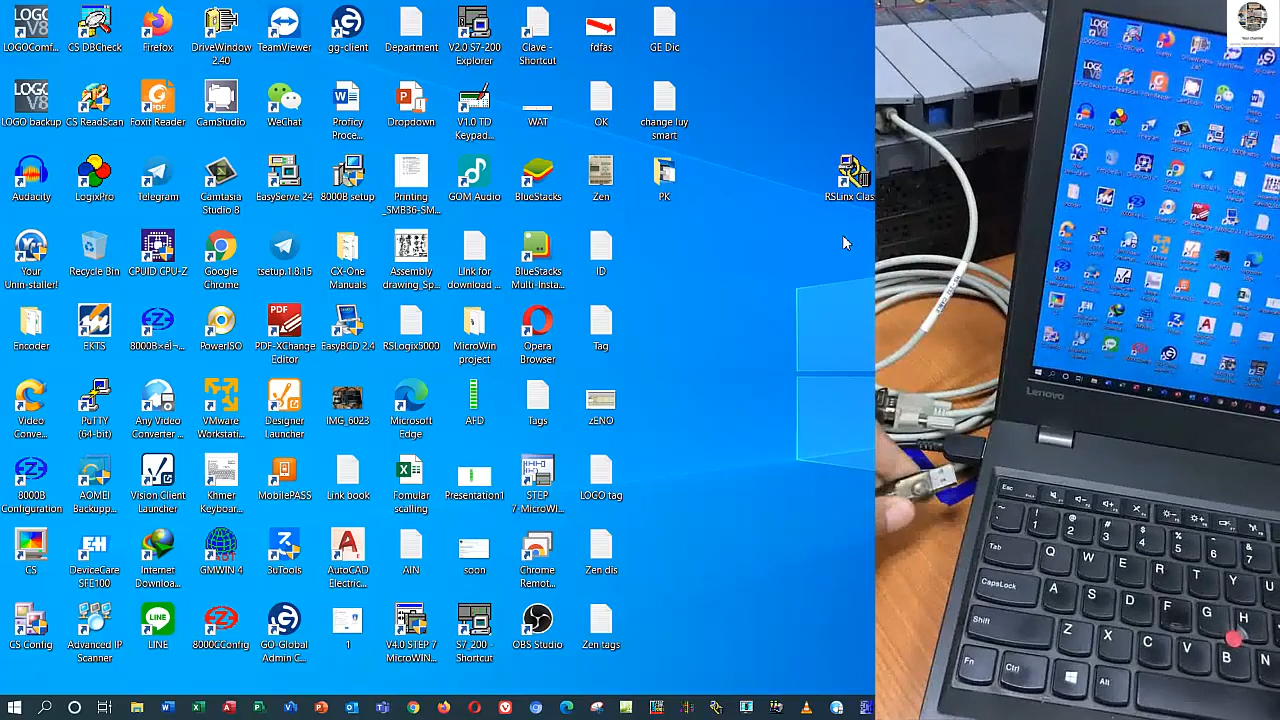 LOGOComf...
CS DBCheck
Firefox
DriveWindow
2.40
TeamViewer
gg-client
Department
V2.0 S7-200
Explorer
Clave -
Shortcut
fdfas
GE Dic
LOGO backup
CS ReadScan
Foxit Reader
CamStudio
WeChat
Proficy
Proce...
Dropdown
V1.0 TD
Keypad...
WAT
OK
change luy
smart
Audacity
LogixPro
Telegram
Camtasia
Studio 8
EasyServe 24
8000B setup
Printing
_SMB36-SM...
GOM Audio
BlueStacks
Zen
PK
RSLinx Clas
Your
Unin-staller!
Recycle Bin
CPUID CPU-Z
Google
Chrome
tsetup.1.8.15
CX-One
Manuals
Assembly
drawing_Sp...
Link for
download ...
BlueStacks
Multi-Insta...
ID
Encoder
EKTS
8000B×éÌ¬...
PowerISO
PDF-XChange
Editor
EasyBCD 2.4
RSLogix5000
MicroWin
project
Opera
Browser
Tag
Video
Conve...
PuTTY
(64-bit)
Any Video
Converter ...
VMware
Workstati...
Designer
Launcher
IMG_6023
Microsoft
Edge
AFD
Tags
zENO
8000B
Configuration
AOMEI
Backupp...
Vision Client
Launcher
Khmer
Keyboar...
MobilePASS
Link book
Fomular
scalling
Presentation1
STEP
7-MicroWI...
LOGO tag
CS
DeviceCare
SFE100
Internet
Downloa...
GMWIN 4
3uTools
AutoCAD
Electric...
AIN
soon
Chrome
Remot...
Zen dis
CS Config
Advanced IP
Scanner
LINE
8000CConfig
GO-Global
Admin C...
1
V4.0 STEP 7
MicroWIN...
S7_200 -
Shortcut
OBS Studio
Zen tags
Lenovo
Esc
Tab
Q W E R T Y U
CapsLock
A S D F G H
Shift
Z X C V B N
Fn
Ctrl
Alt